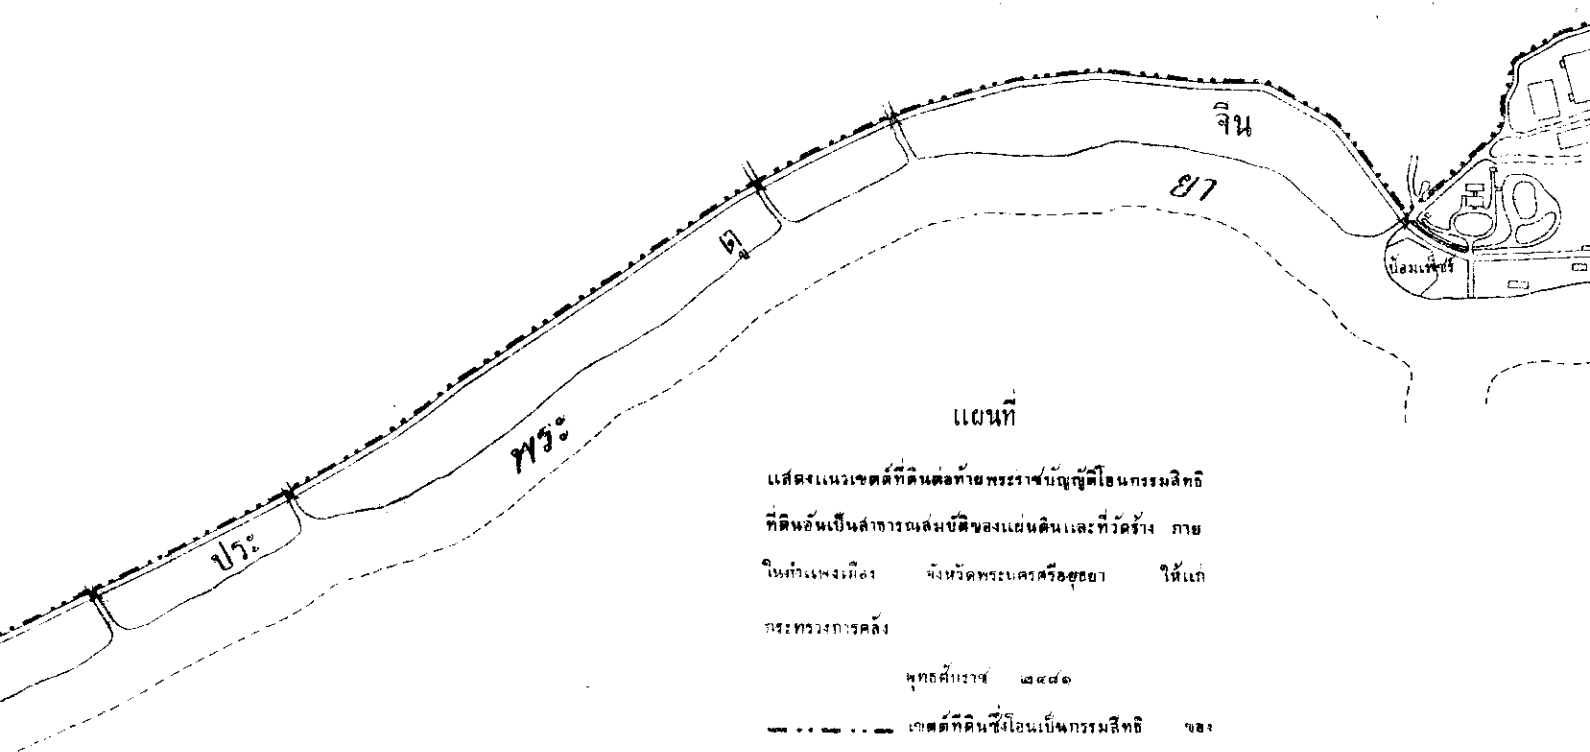 จีน
ยา
ตู
ป้อมเพ็ชร์
พระ
ประ
แผนที่
แสดงแนวเขตต์ที่ดินต่อท้ายพระราชบัญญัติโอนกรรมสิทธิ
ที่ดินอันเป็นสาธารณสมบัติของแผ่นดินและที่วัดร้าง ภาย
ในกำแพงเมือง จังหวัดพระนครศรีอยุธยา ให้แก่
กระทรวงการคลัง
พุทธศักราช ๒๔๘๑
เขตต์ที่ดินซึ่งโอนเป็นกรรมสิทธิ ของ